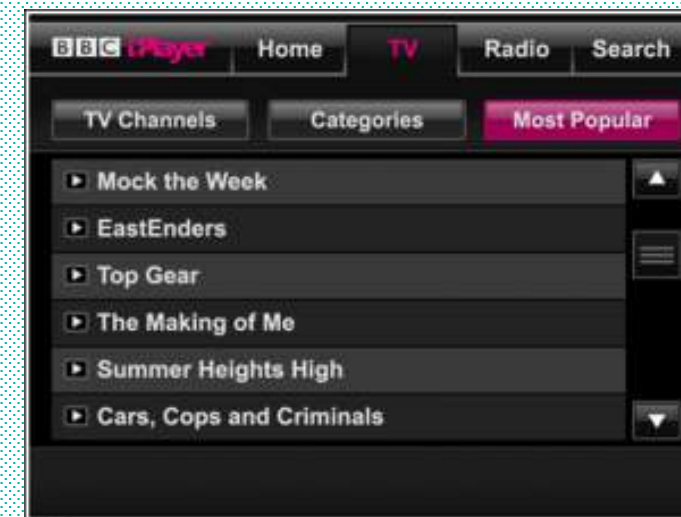 BBC iPlayer Home TV Radio Search
TV Channels Categories Most Popular
Mock the Week
EastEnders
Top Gear
The Making of Me
Summer Heights High
Cars, Cops and Criminals